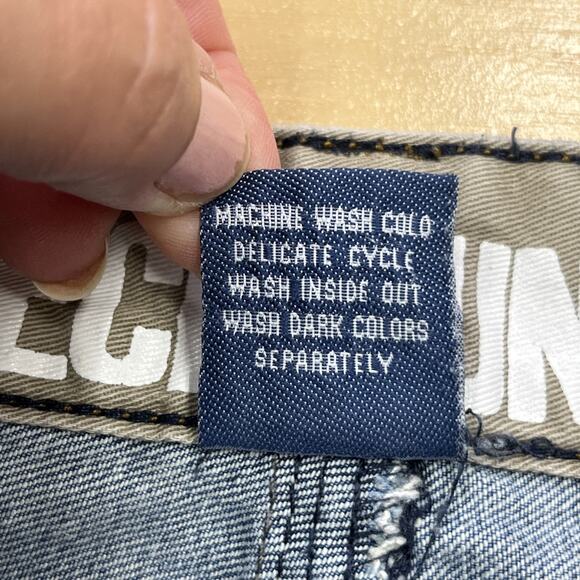 MACHINE WASH COLD
DELICATE CYCLE
WASH INSIDE OUT
WASH DARK COLORS
SEPARATELY